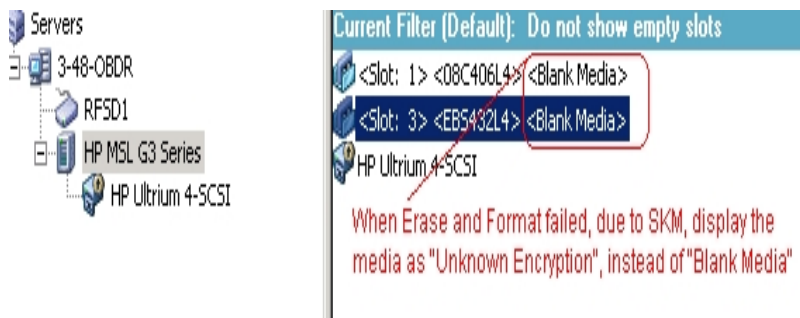 Servers
3-48-OBDR
RFSD1
HP MSL G3 Series
HP Ultrium 4-SCSI
Current Filter (Default): Do not show empty slots
<Slot: 1> <08C406L4> <Blank Media>
<Slot: 3> <EBS432L4> <Blank Media>
HP Ultrium 4-SCSI
When Erase and Format failed, due to SKM, display the
media as "Unknown Encryption", instead of "Blank Media"